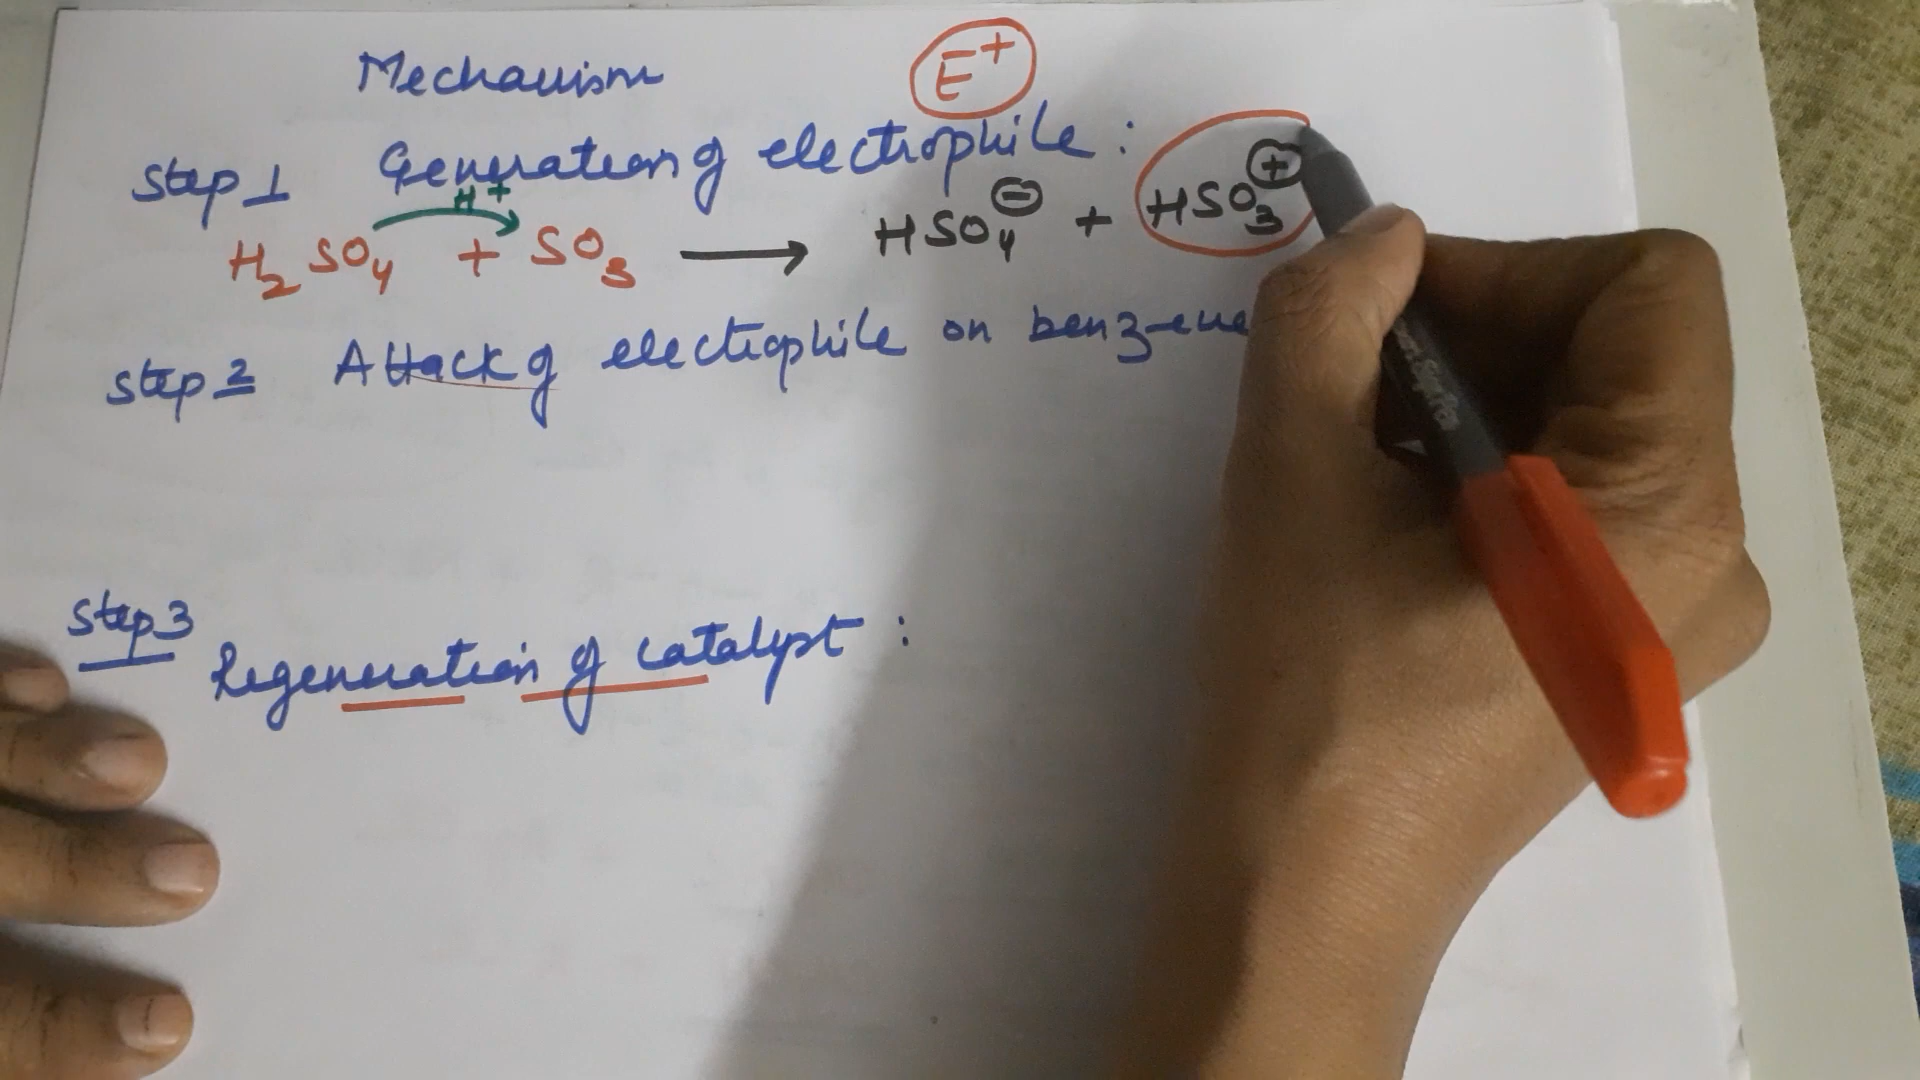 Mechanism
E⁺
Step 1 Generation of electrophile :
H⁺
H₂SO₄ + SO₃ ⟶ HSO₄⊖ + HSO₃⊕
Step 2 Attack of electrophile on benzene
Step 3
Regeneration of catalyst :